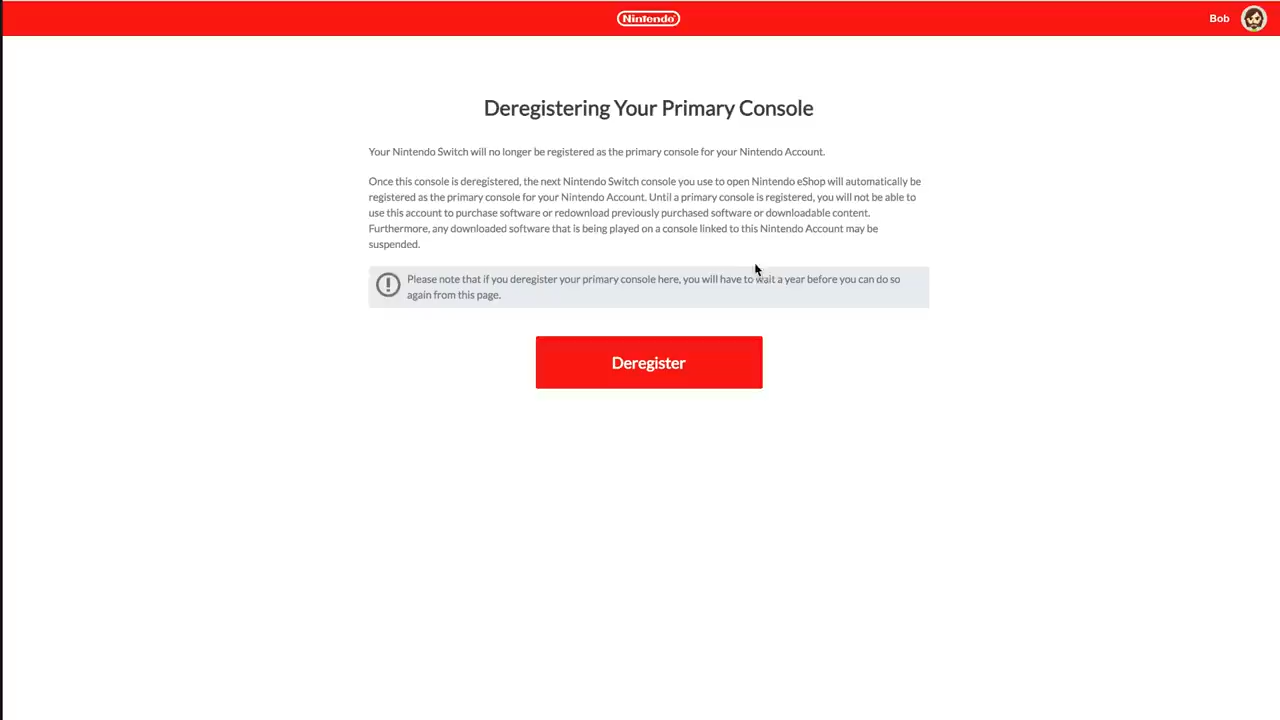 Nintendo
Bob
Deregistering Your Primary Console
Your Nintendo Switch will no longer be registered as the primary console for your Nintendo Account.
Once this console is deregistered, the next Nintendo Switch console you use to open Nintendo eShop will automatically be
registered as the primary console for your Nintendo Account. Until a primary console is registered, you will not be able to
use this account to purchase software or redownload previously purchased software or downloadable content.
Furthermore, any downloaded software that is being played on a console linked to this Nintendo Account may be
suspended.
Please note that if you deregister your primary console here, you will have to wait a year before you can do so
again from this page.
Deregister